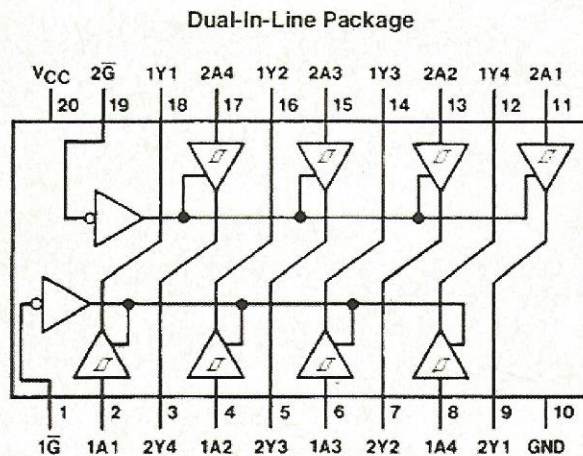 Dual-In-Line Package
VCC 2G̅ 1Y1 2A4 1Y2 2A3 1Y3 2A2 1Y4 2A1
20 19 18 17 16 15 14 13 12 11
1 2 3 4 5 6 7 8 9 10
1G̅ 1A1 2Y4 1A2 2Y3 1A3 2Y2 1A4 2Y1 GND